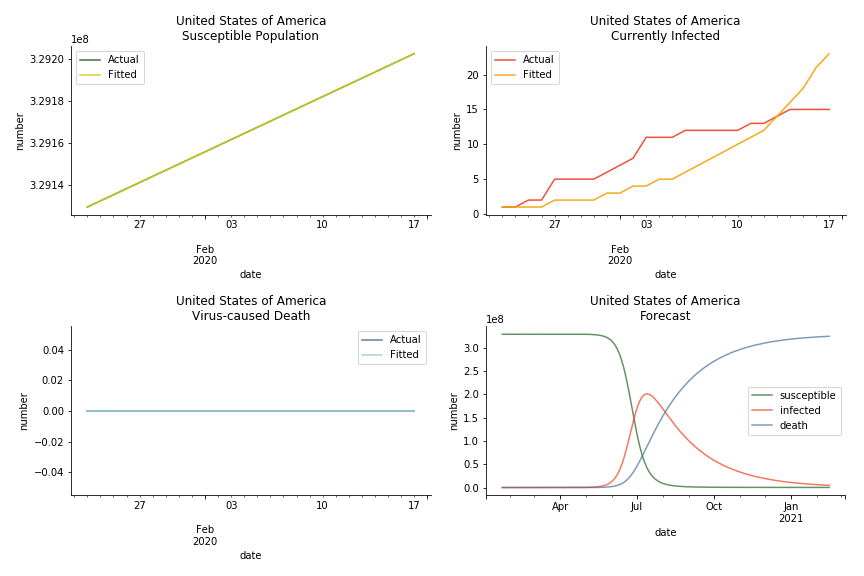 United States of America
Susceptible Population
1e8
3.2920
3.2918
3.2916
3.2914
number
Actual
Fitted
27
03
10
17
Feb
2020
date
United States of America
Currently Infected
20
15
10
5
0
number
Actual
Fitted
27
03
10
17
Feb
2020
date
United States of America
Virus-caused Death
0.04
0.02
0.00
−0.02
−0.04
number
Actual
Fitted
27
03
10
17
Feb
2020
date
United States of America
Forecast
1e8
3.0
2.5
2.0
1.5
1.0
0.5
0.0
number
susceptible
infected
death
Apr
Jul
Oct
Jan
2021
date